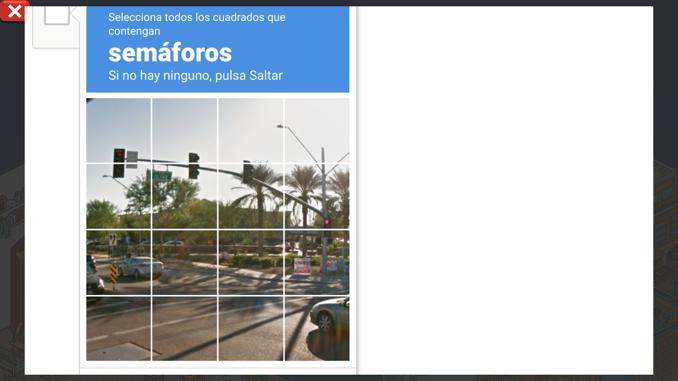 Selecciona todos los cuadrados que
contengan
semáforos
Si no hay ninguno, pulsa Saltar